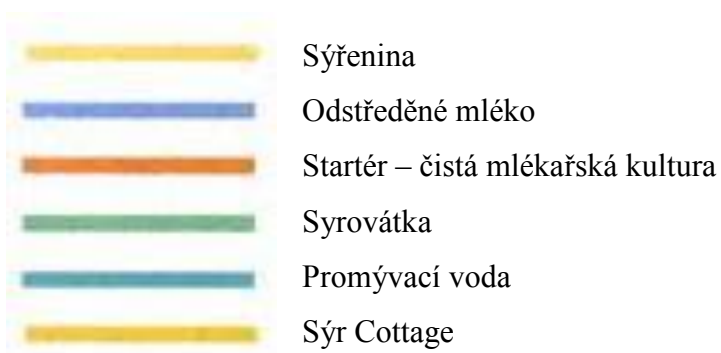 Sýřenina
Odstředěné mléko
Startér – čistá mlékařská kultura
Syrovátka
Promývací voda
Sýr Cottage